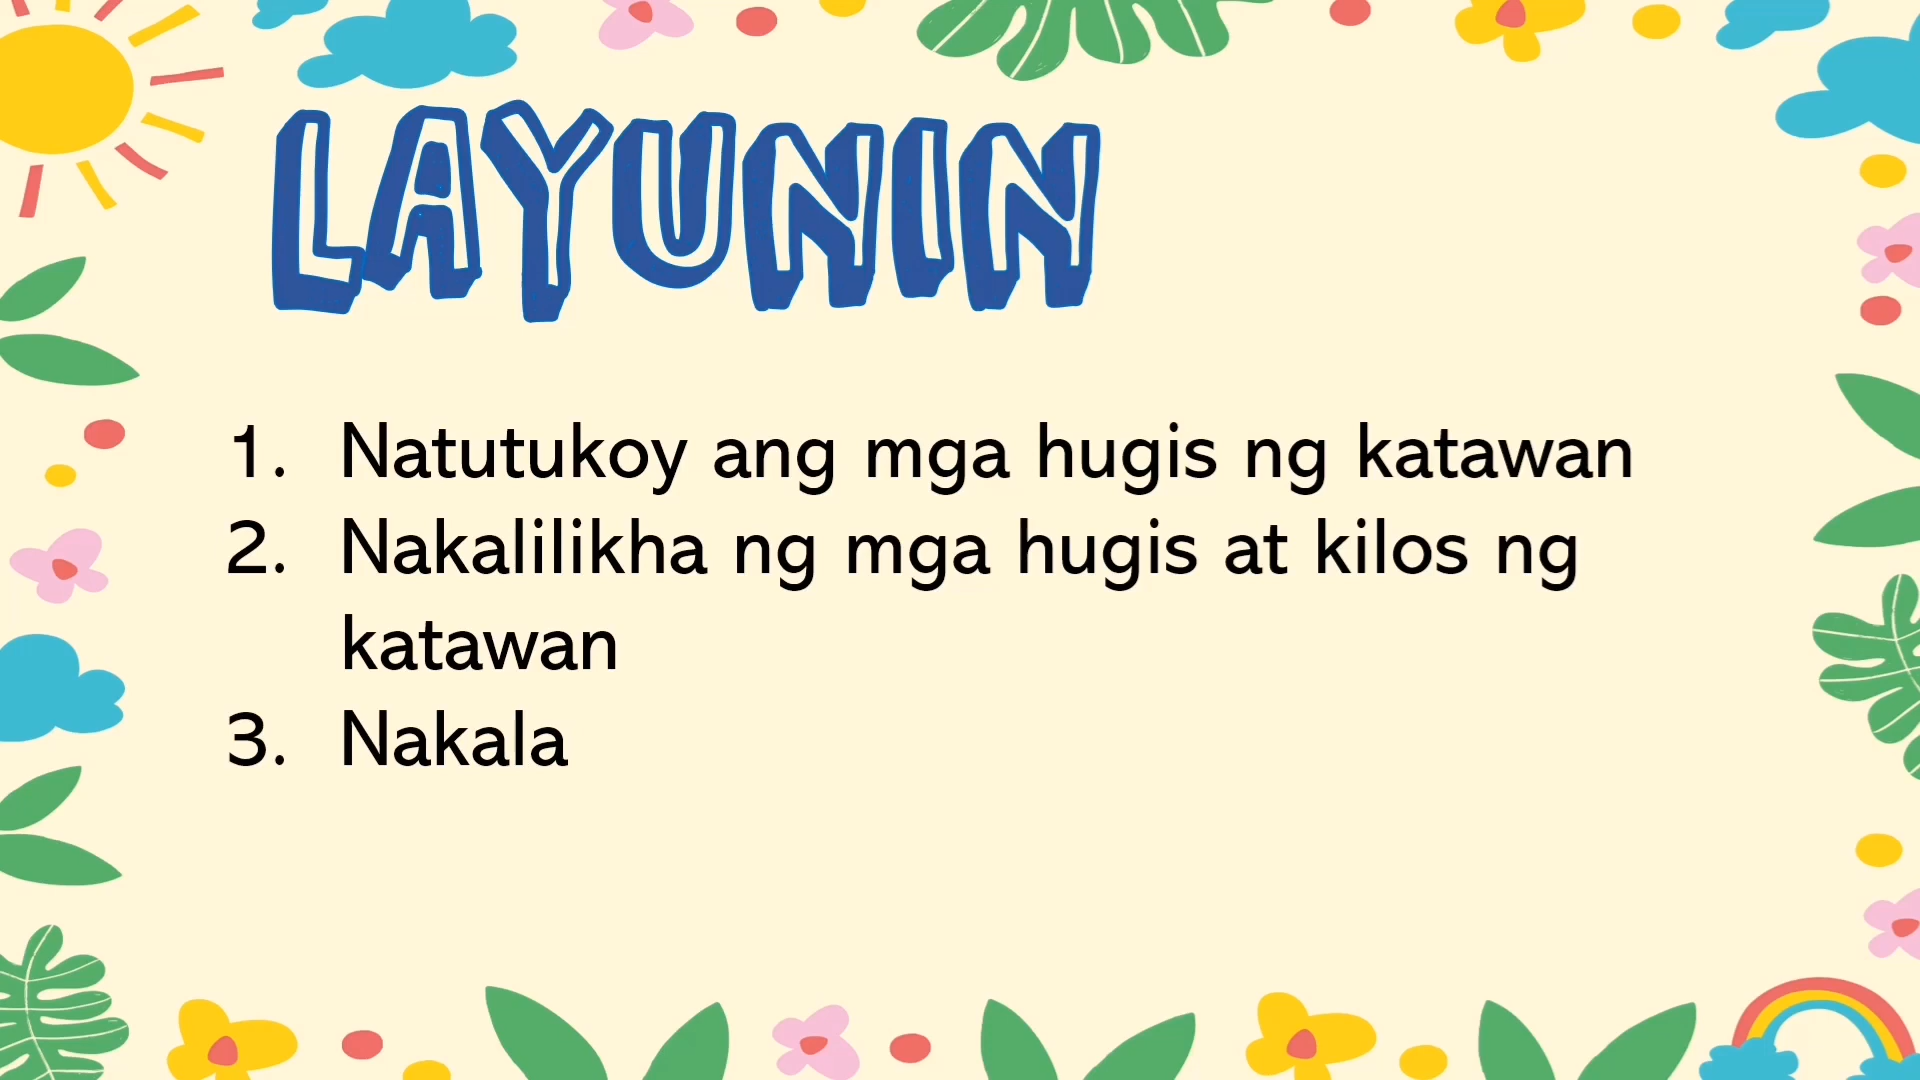 LAYUNIN
1. Natutukoy ang mga hugis ng katawan
2. Nakalilikha ng mga hugis at kilos ng
katawan
3. Nakala